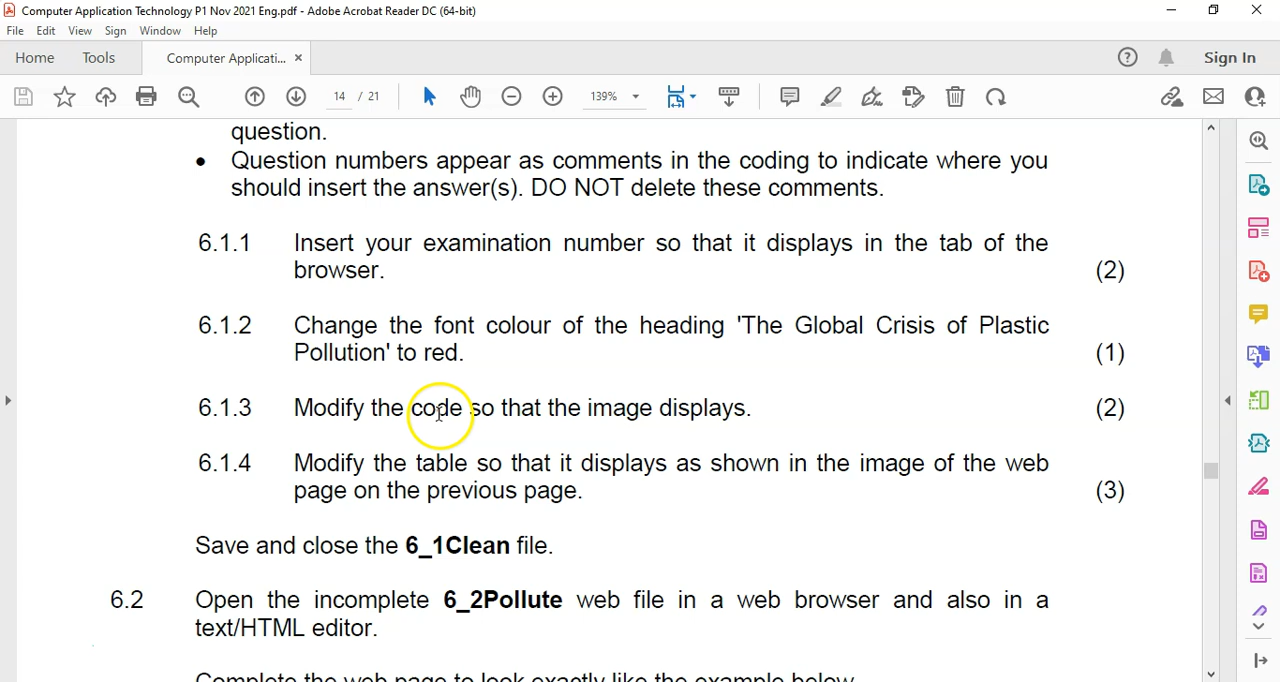 Computer Application Technology P1 Nov 2021 Eng.pdf - Adobe Acrobat Reader DC (64-bit)
File Edit View Sign Window Help
Home Tools Computer Applicati... × Sign In
14 / 21 139%
question.
• Question numbers appear as comments in the coding to indicate where you
should insert the answer(s). DO NOT delete these comments.
6.1.1 Insert your examination number so that it displays in the tab of the
browser. (2)
6.1.2 Change the font colour of the heading 'The Global Crisis of Plastic
Pollution' to red. (1)
6.1.3 Modify the code so that the image displays. (2)
6.1.4 Modify the table so that it displays as shown in the image of the web
page on the previous page. (3)
Save and close the 6_1Clean file.
6.2 Open the incomplete 6_2Pollute web file in a web browser and also in a
text/HTML editor.
Complete the web page to look exactly like the example below